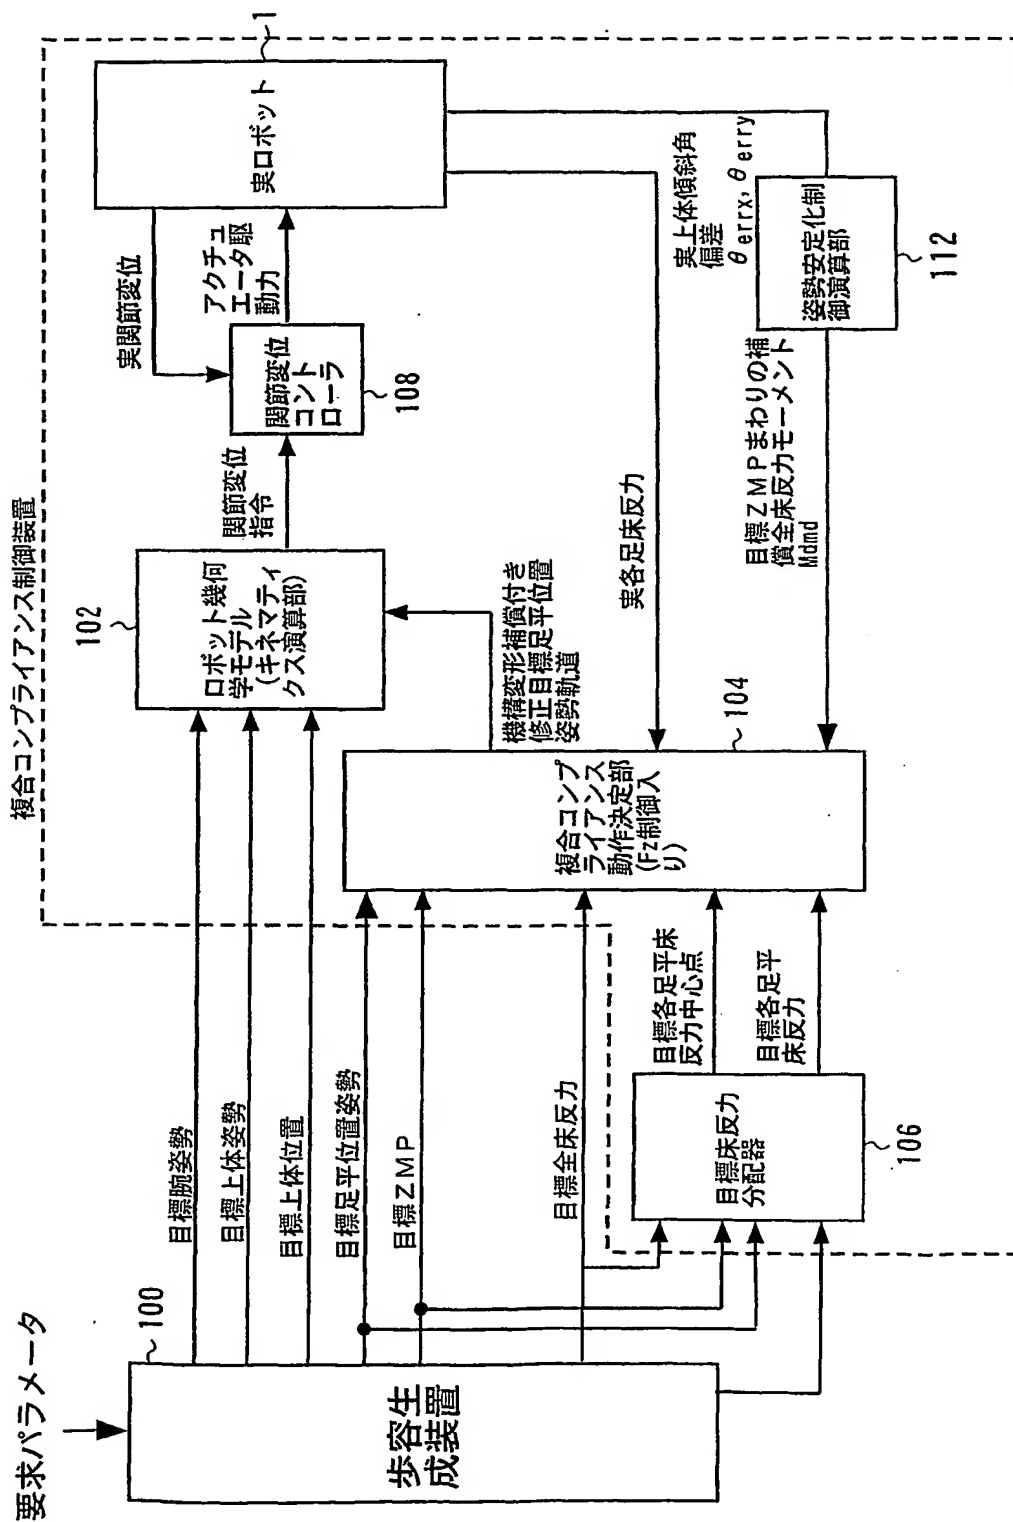 要求パラメータ
100
歩容生
成装置
目標腕姿勢
目標上体姿勢
目標上体位置
目標足平位置姿勢
目標ZMP
目標全床反力
目標床反力
分配器
106
目標各足平床
反力中心点
目標各足平
床反力
複合コンプライアンス制御装置
102
ロボット幾何
学モデル
(キネマティ
クス演算部)
複合コンプ
ライアンス
動作決定部
(Fz制御入
り)
104
機構変形補償付き
修正目標足平位置
姿勢軌道
関節変位
指令
関節変位
コント
ローラ
108
実関節変位
アクチュ
エータ駆
動力
実ロボット
1
実各足床反力
実上体傾斜角
偏差
θerrx, θerry
姿勢安定化制
御演算部
112
目標ZMPまわりの補
償全床反力モーメント
Mdmd